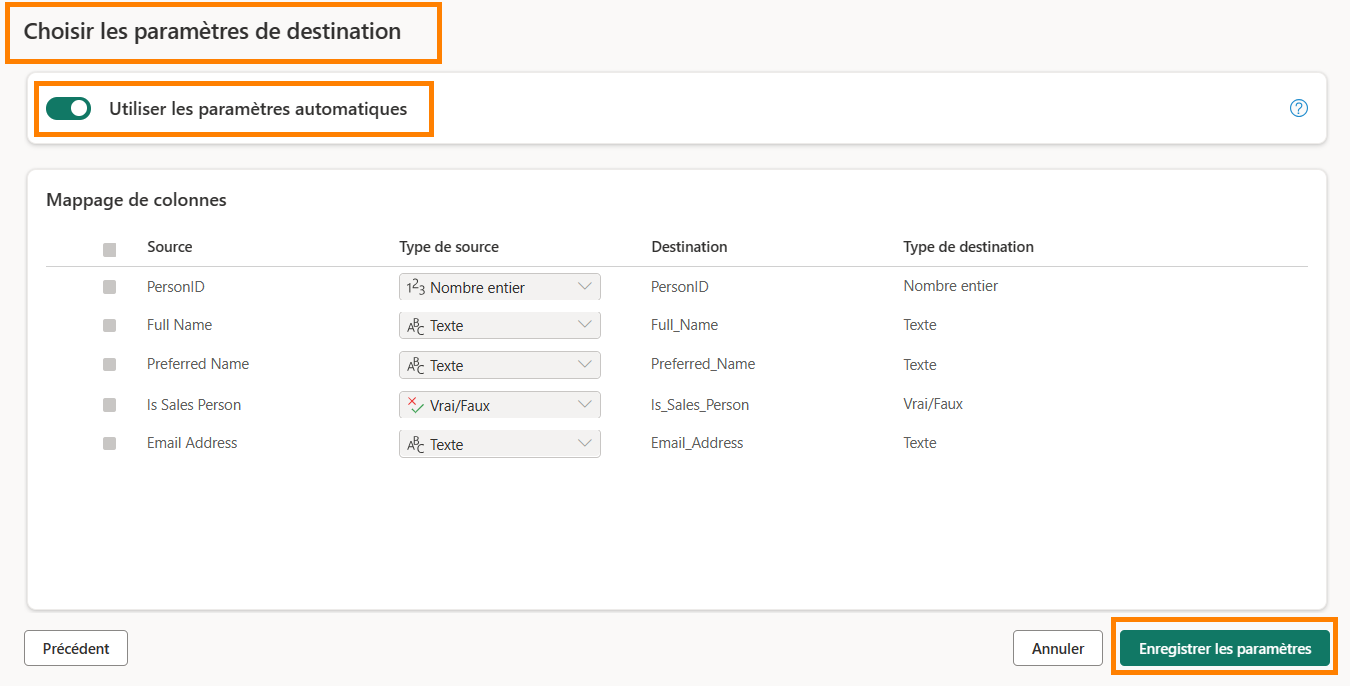 Choisir les paramètres de destination
Utiliser les paramètres automatiques
?
Mappage de colonnes
Source Type de source Destination Type de destination
PersonID 123 Nombre entier PersonID Nombre entier
Full Name ABC Texte Full_Name Texte
Preferred Name ABC Texte Preferred_Name Texte
Is Sales Person Vrai/Faux Is_Sales_Person Vrai/Faux
Email Address ABC Texte Email_Address Texte
Précédent Annuler Enregistrer les paramètres